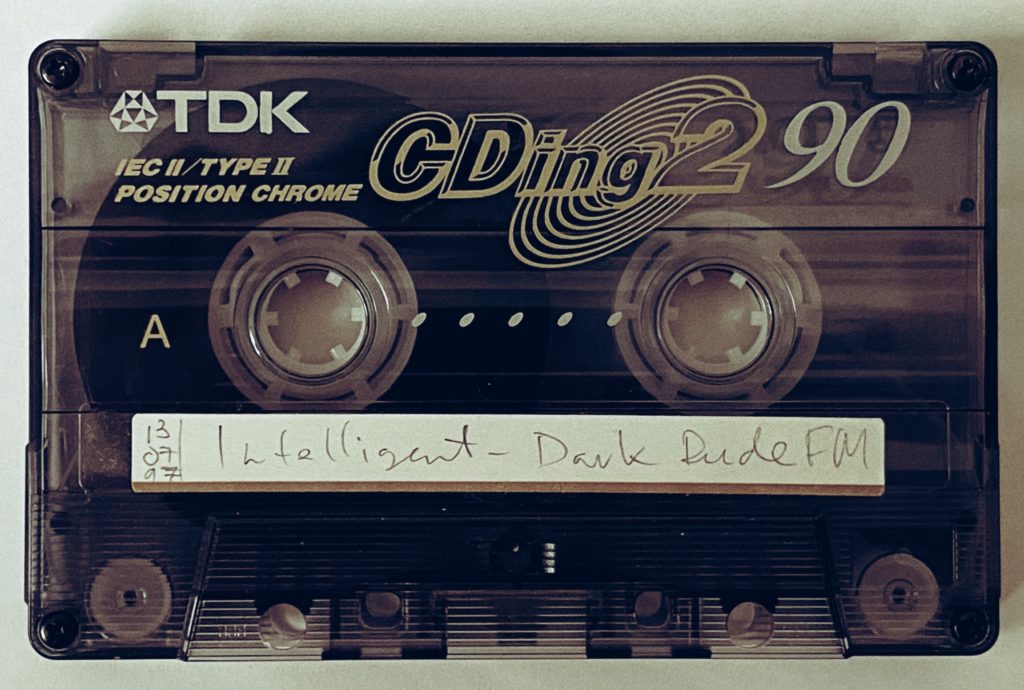 TDK
CDing2 90
IEC II/TYPE II
POSITION CHROME
A
13
07
97
Intelligent - Dark Rude FM